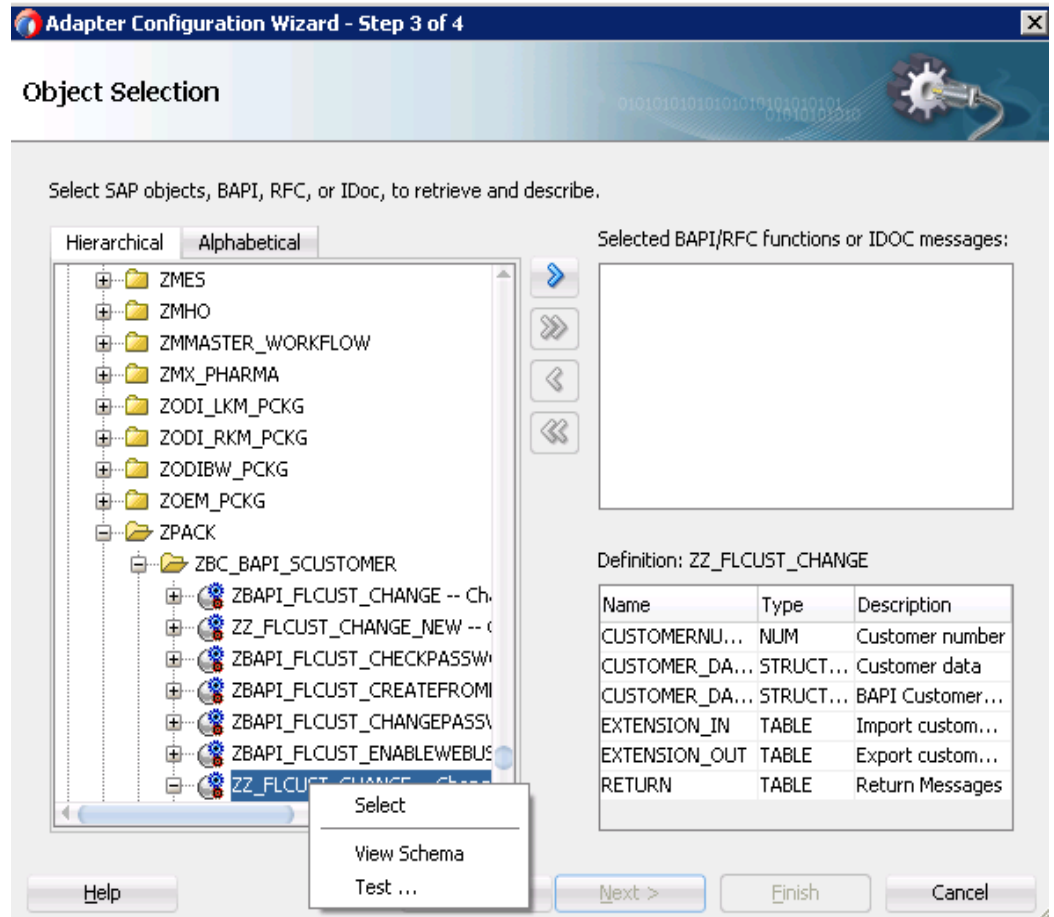 Adapter Configuration Wizard - Step 3 of 4
Object Selection
010101010101010101010101
01010101010
Select SAP objects, BAPI, RFC, or IDoc, to retrieve and describe.
Hierarchical
Alphabetical
ZMES
ZMHO
ZMMASTER_WORKFLOW
ZMX_PHARMA
ZODI_LKM_PCKG
ZODI_RKM_PCKG
ZODIBW_PCKG
ZOEM_PCKG
ZPACK
ZBC_BAPI_SCUSTOMER
ZBAPI_FLCUST_CHANGE -- Ch
ZZ_FLCUST_CHANGE_NEW --
ZBAPI_FLCUST_CHECKPASSW
ZBAPI_FLCUST_CREATEFROM
ZBAPI_FLCUST_CHANGEPASS
ZBAPI_FLCUST_ENABLEWEBUS
ZZ_FLCUST_CHANGE -- Chang
Select
View Schema
Test ...
Selected BAPI/RFC functions or IDOC messages:
Definition: ZZ_FLCUST_CHANGE
Name Type Description
CUSTOMERNU... NUM Customer number
CUSTOMER_DA... STRUCT... Customer data
CUSTOMER_DA... STRUCT... BAPI Customer...
EXTENSION_IN TABLE Import custom...
EXTENSION_OUT TABLE Export custom...
RETURN TABLE Return Messages
Help
Next >
Finish
Cancel